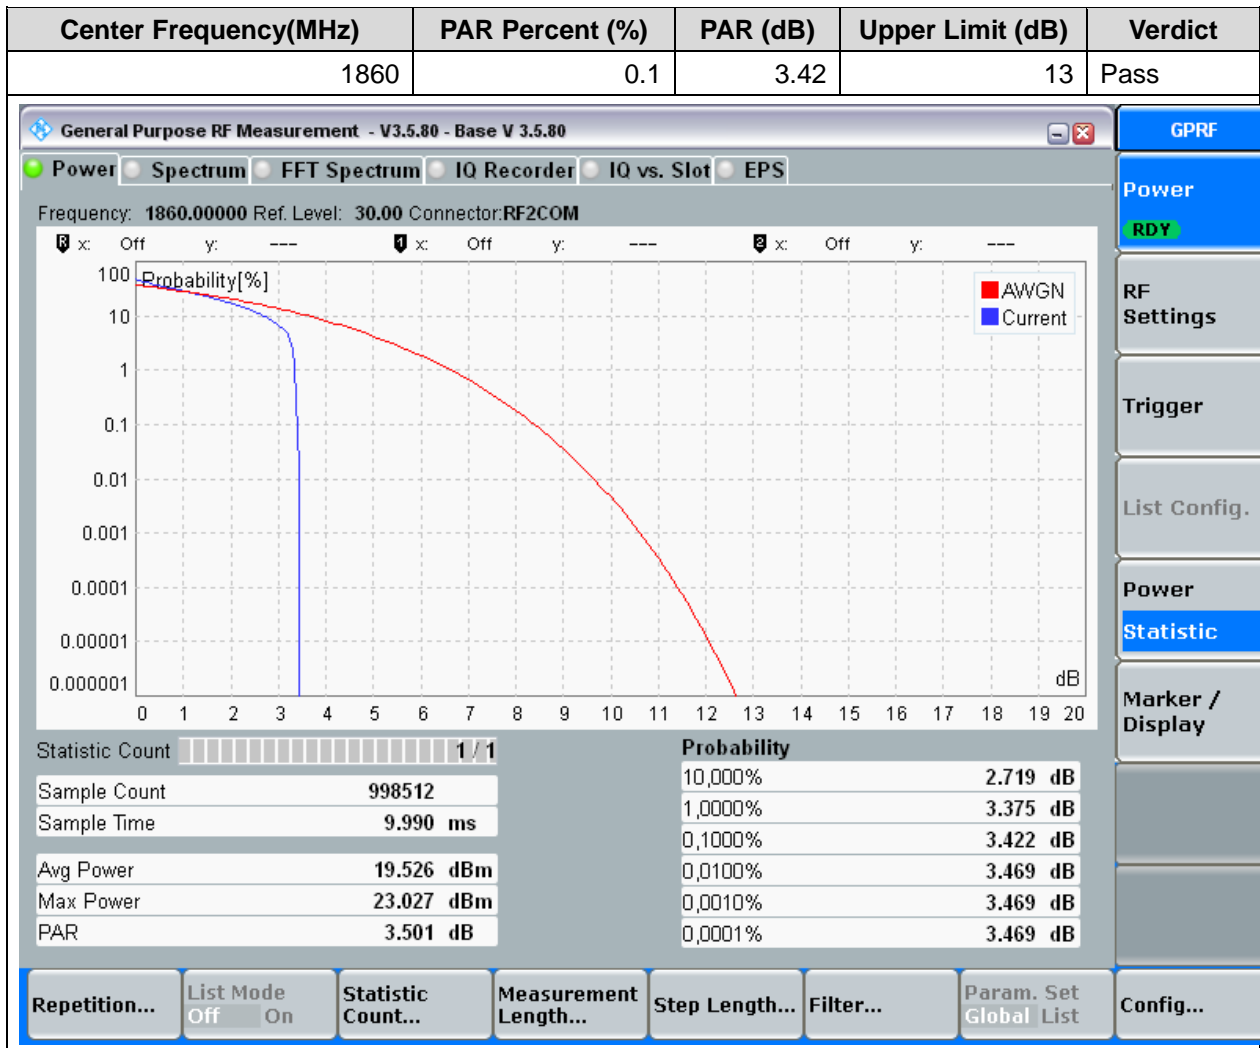 Center Frequency(MHz) PAR Percent (%) PAR (dB) Upper Limit (dB) Verdict
1860 0.1 3.42 13 Pass
General Purpose RF Measurement - V3.5.80 - Base V 3.5.80
GPRF
Power Spectrum FFT Spectrum IQ Recorder IQ vs. Slot EPS
Power
RDY
Frequency: 1860.00000 Ref. Level: 30.00 Connector:RF2COM
R x: Off y: --- 1 x: Off y: --- 2 x: Off y: ---
Probability[%]
100
10
1
0.1
0.01
0.001
0.0001
0.00001
0.000001
AWGN
Current
dB
0 1 2 3 4 5 6 7 8 9 10 11 12 13 14 15 16 17 18 19 20
RF
Settings
Trigger
List Config.
Power
Statistic
Marker /
Display
Statistic Count 1 / 1
Sample Count 998512
Sample Time 9.990 ms
Avg Power 19.526 dBm
Max Power 23.027 dBm
PAR 3.501 dB
Probability
10,000% 2.719 dB
1,0000% 3.375 dB
0,1000% 3.422 dB
0,0100% 3.469 dB
0,0010% 3.469 dB
0,0001% 3.469 dB
Repetition...
List Mode
Off On
Statistic
Count...
Measurement
Length...
Step Length...
Filter...
Param. Set
Global List
Config...